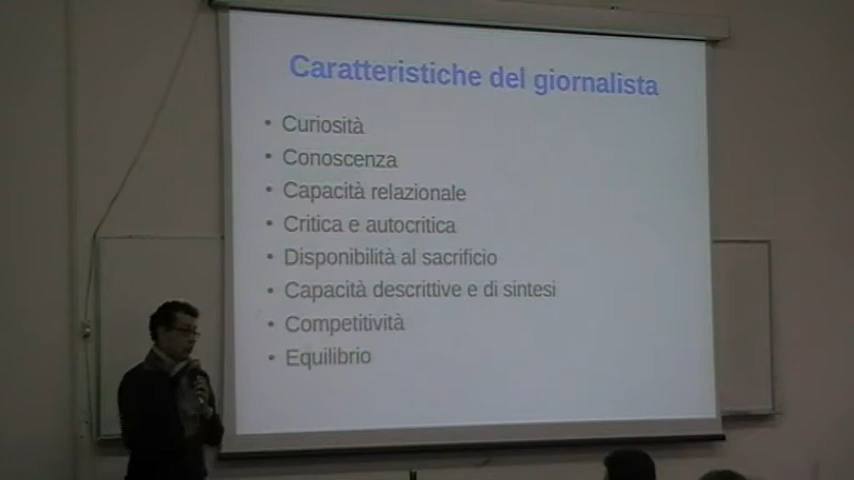 Caratteristiche del giornalista
• Curiosità
• Conoscenza
• Capacità relazionale
• Critica e autocritica
• Disponibilità al sacrificio
• Capacità descrittive e di sintesi
• Competitività
• Equilibrio